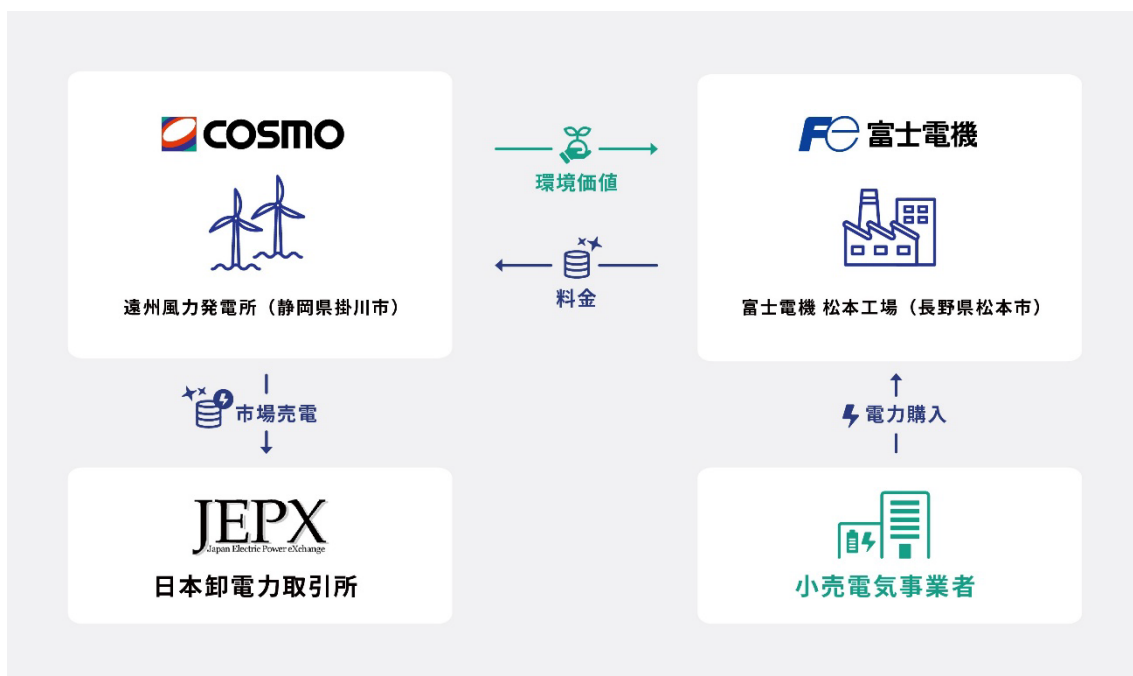 COSMO
遠州風力発電所（静岡県掛川市）
環境価値
料金
Fe 富士電機
富士電機 松本工場（長野県松本市）
市場売電
電力購入
JEPX
Japan Electric Power eXchange
日本卸電力取引所
小売電気事業者